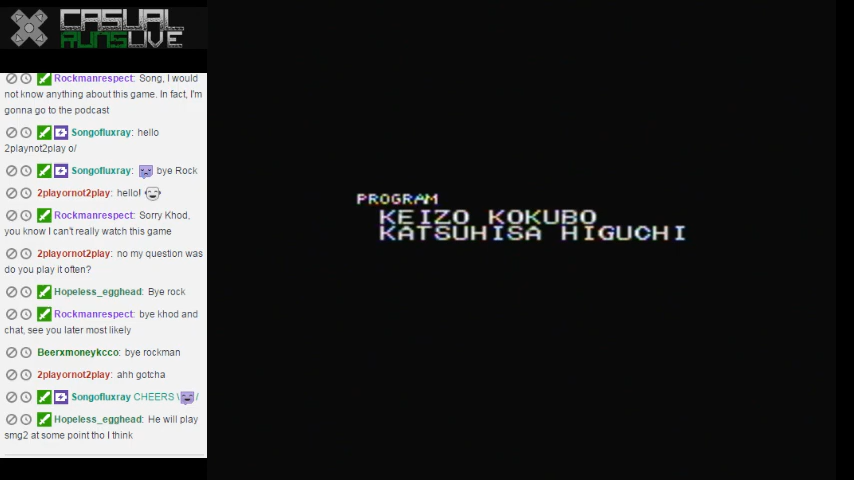 CASUAL
RUNSLIVE
Rockmanrespect: Song, I would
not know anything about this game. In fact, I'm
gonna go to the podcast
Songofluxray: hello
2playnot2play o/
Songofluxray: bye Rock
2playornot2play: hello!
Rockmanrespect: Sorry Khod,
you know I can't really watch this game
2playornot2play: no my question was
do you play it often?
Hopeless_egghead: Bye rock
Rockmanrespect: bye khod and
chat, see you later most likely
Beerxmoneykcco: bye rockman
2playornot2play: ahh gotcha
Songofluxray CHEERS \ /
Hopeless_egghead: He will play
smg2 at some point tho I think
PROGRAM
KEIZO KOKUBO
KATSUHISA HIGUCHI